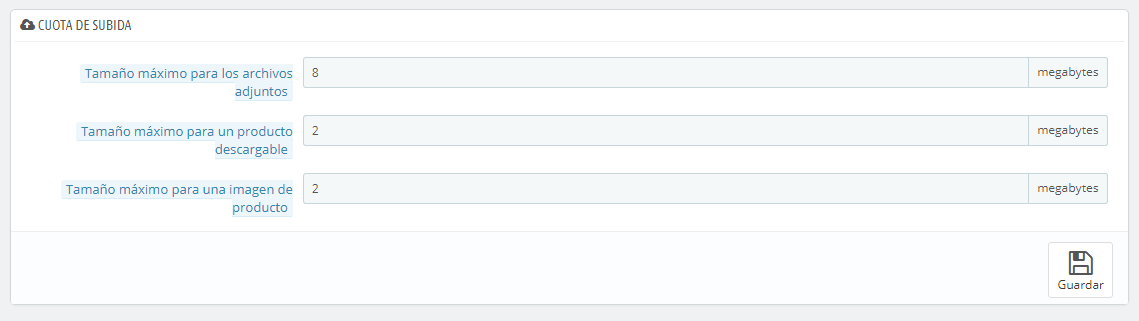 CUOTA DE SUBIDA
Tamaño máximo para los archivos
adjuntos
8
megabytes
Tamaño máximo para un producto
descargable
2
megabytes
Tamaño máximo para una imagen de
producto
2
megabytes
Guardar